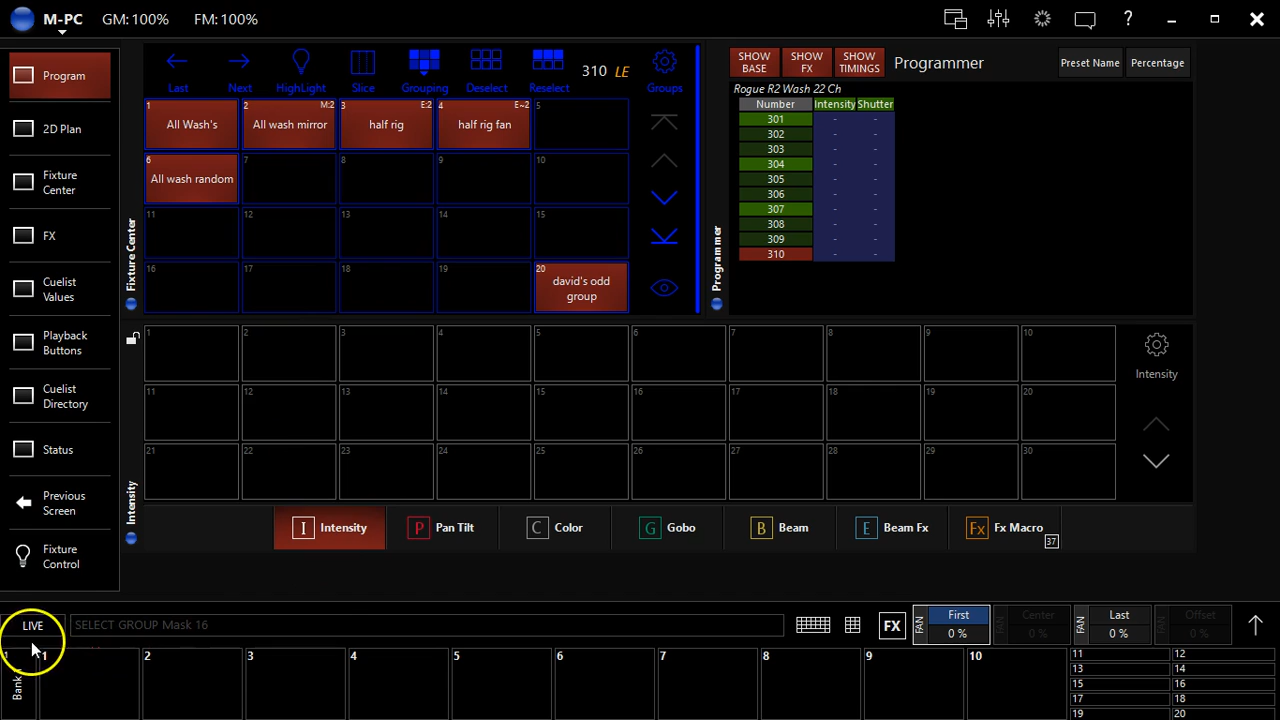 M-PC GM: 100% FM: 100% ?
Program
2D Plan
Fixture
Center
FX
Cuelist
Values
Playback
Buttons
Cuelist
Directory
Status
Previous
Screen
Fixture
Control
Last Next HighLight Slice Grouping Deselect Reselect 310 LE Groups
1 All Wash's
2 M:2 All wash mirror
3 E:2 half rig
4 E~2 half rig fan
5
6 All wash random
7 8 9 10
11 12 13 14 15
16 17 18 19
20 david's odd
group
Fixture Center
SHOW
BASE
SHOW
FX
SHOW
TIMINGS
Programmer
Preset Name
Percentage
Rogue R2 Wash 22 Ch
Number Intensity Shutter
301 - -
302 - -
303 - -
304 - -
305 - -
306 - -
307 - -
308 - -
309 - -
310 - -
Programmer
1 2 3 4 5 6 7 8 9 10
11 12 13 14 15 16 17 18 19 20
21 22 23 24 25 26 27 28 29 30
Intensity
Intensity
I Intensity
P Pan Tilt
C Color
G Gobo
B Beam
E Beam Fx
Fx Fx Macro 37
LIVE
SELECT GROUP Mask 16
FX
FAN First
0 %
FAN Center
0 %
FAN Last
0 %
FAN Offset
0 %
1 Bank
1 2 3 4 5 6 7 8 9 10
11 12
13 14
15 16
17 18
19 20